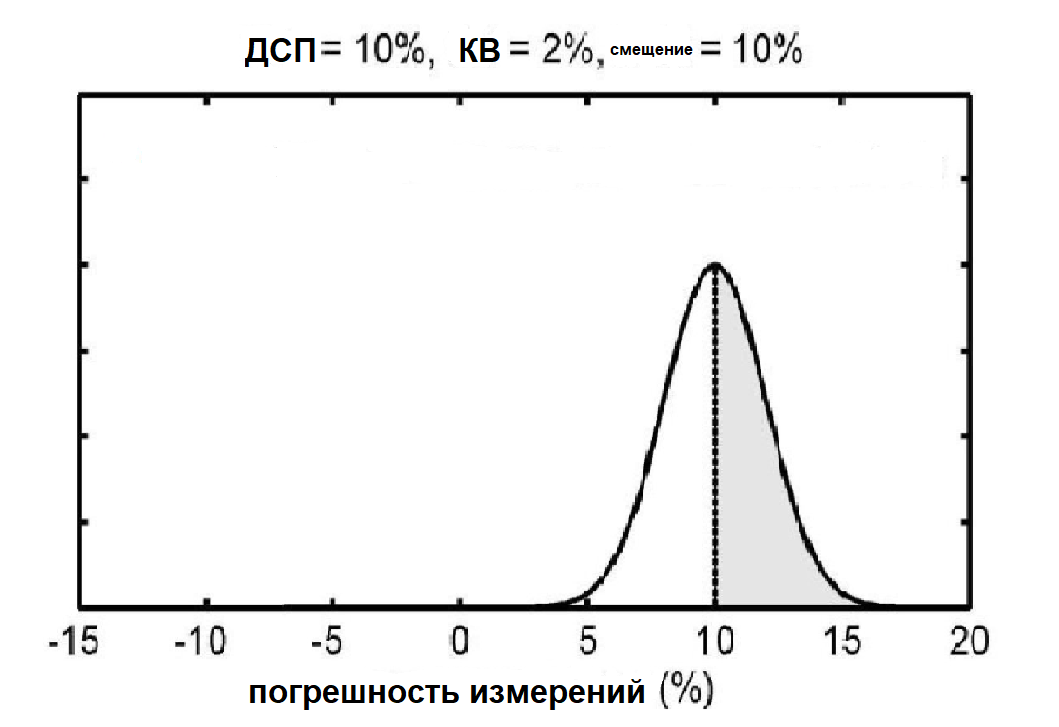 ДСП = 10%, КВ = 2%, смещение = 10%
-15 -10 -5 0 5 10 15 20
погрешность измерений (%)